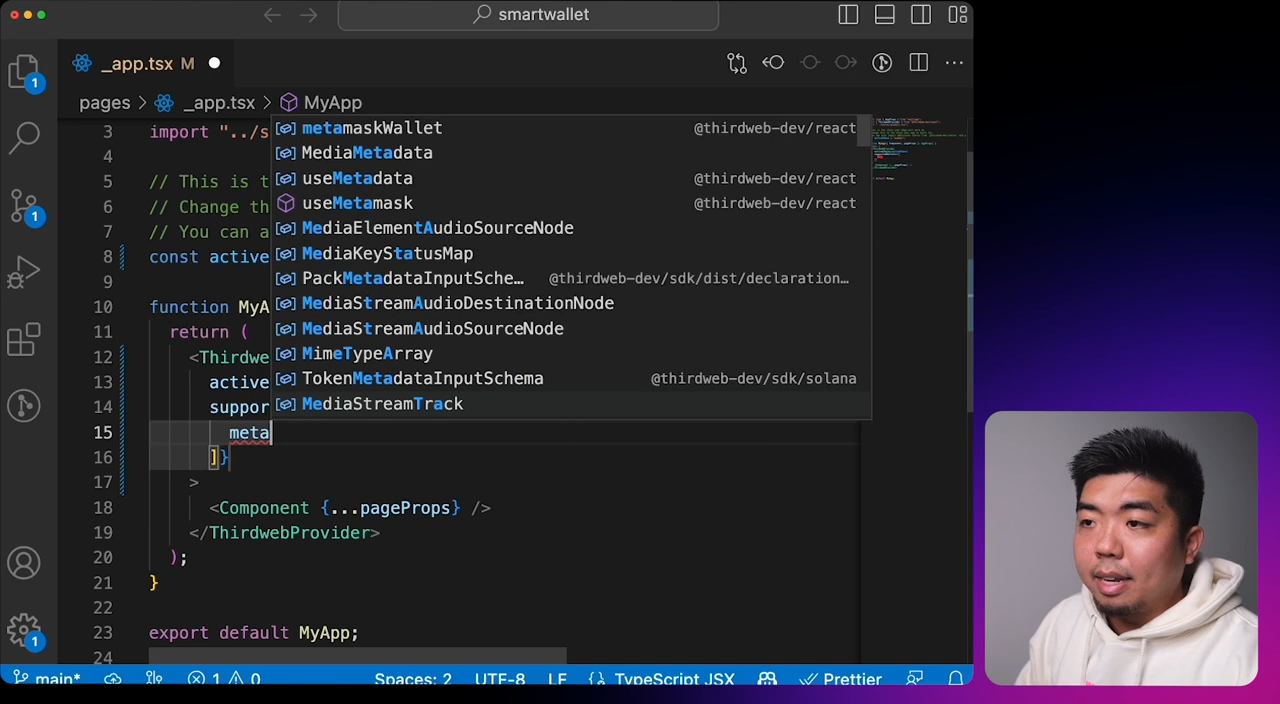 smartwallet
_app.tsx M
pages > _app.tsx > MyApp
3 import "../s
4
5 // This is t
6 // Change th
7 // You can a
8 const active
9
10 function MyA
11 return (
12 <Thirdwe
13 active
14 suppor
15 meta
16 ]}
17 >
18 <Component {...pageProps} />
19 </ThirdwebProvider>
20 );
21 }
22
23 export default MyApp;
24
metamaskWallet @thirdweb-dev/react
MediaMetadata
useMetadata @thirdweb-dev/react
useMetamask @thirdweb-dev/react
MediaElementAudioSourceNode
MediaKeyStatusMap
PackMetadataInputSche… @thirdweb-dev/sdk/dist/declaration…
MediaStreamAudioDestinationNode
MediaStreamAudioSourceNode
MimeTypeArray
TokenMetadataInputSchema @thirdweb-dev/sdk/solana
MediaStreamTrack
1
1
1
main* 1 0 Spaces: 2 UTF-8 LF {} TypeScript JSX Prettier